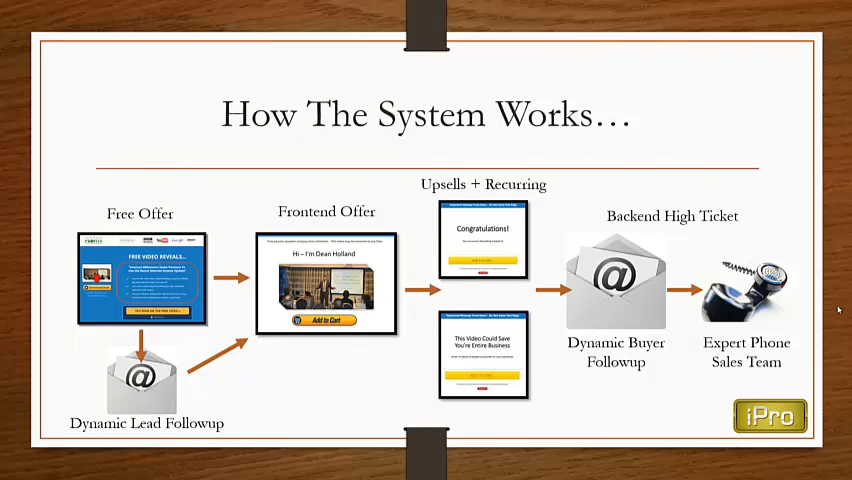 How The System Works...
Upsells + Recurring
Free Offer
Frontend Offer
Backend High Ticket
FREE VIDEO REVEALS...
Hi – I'm Dean Holland
Add to Cart
Congratulations!
This Video Could Save
You're Entire Business
@
@
Dynamic Lead Followup
Dynamic Buyer
Followup
Expert Phone
Sales Team
iPro